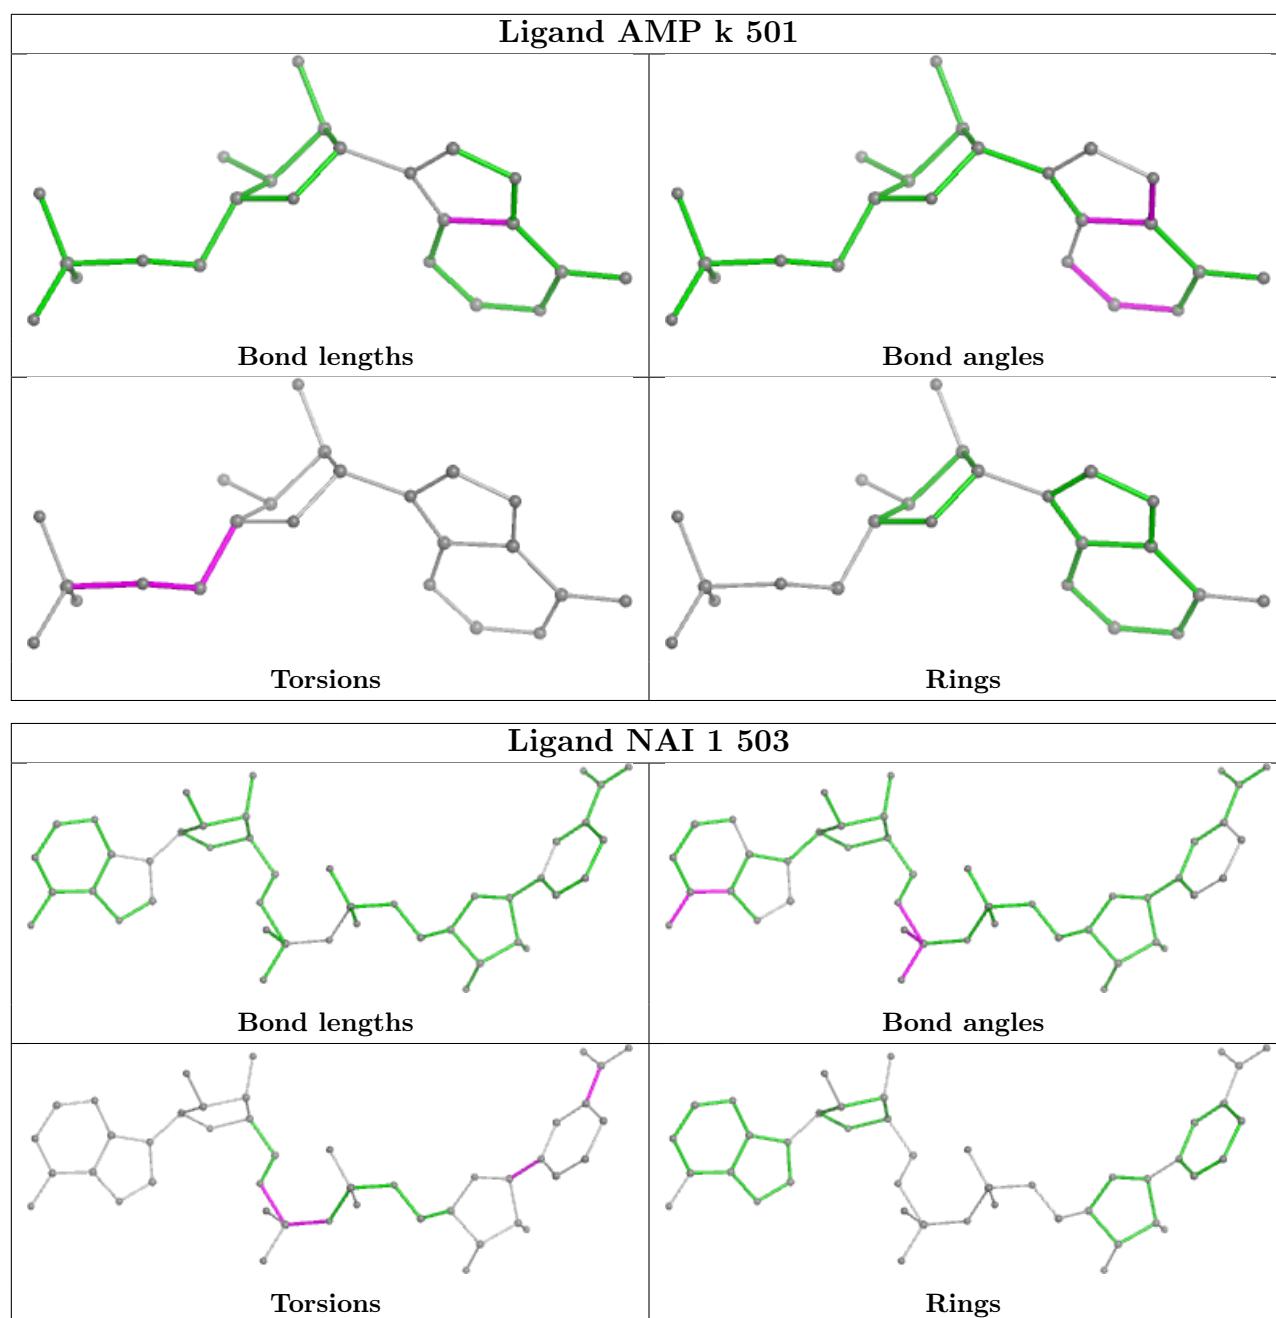 Ligand AMP k 501
Bond lengths
Bond angles
Torsions
Rings
Ligand NAI 1 503
Bond lengths
Bond angles
Torsions
Rings